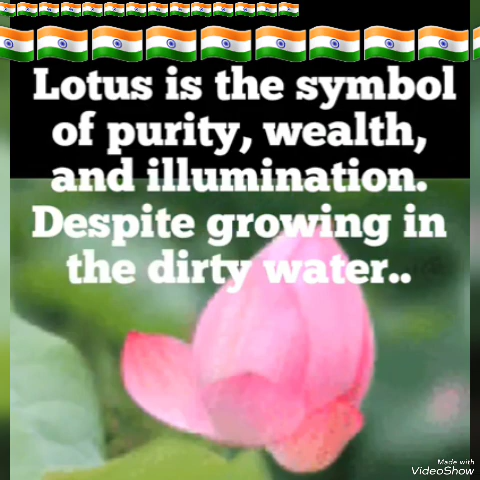 Lotus is the symbol
of purity, wealth,
and illumination.
Despite growing in
the dirty water..
Made with
VideoShow